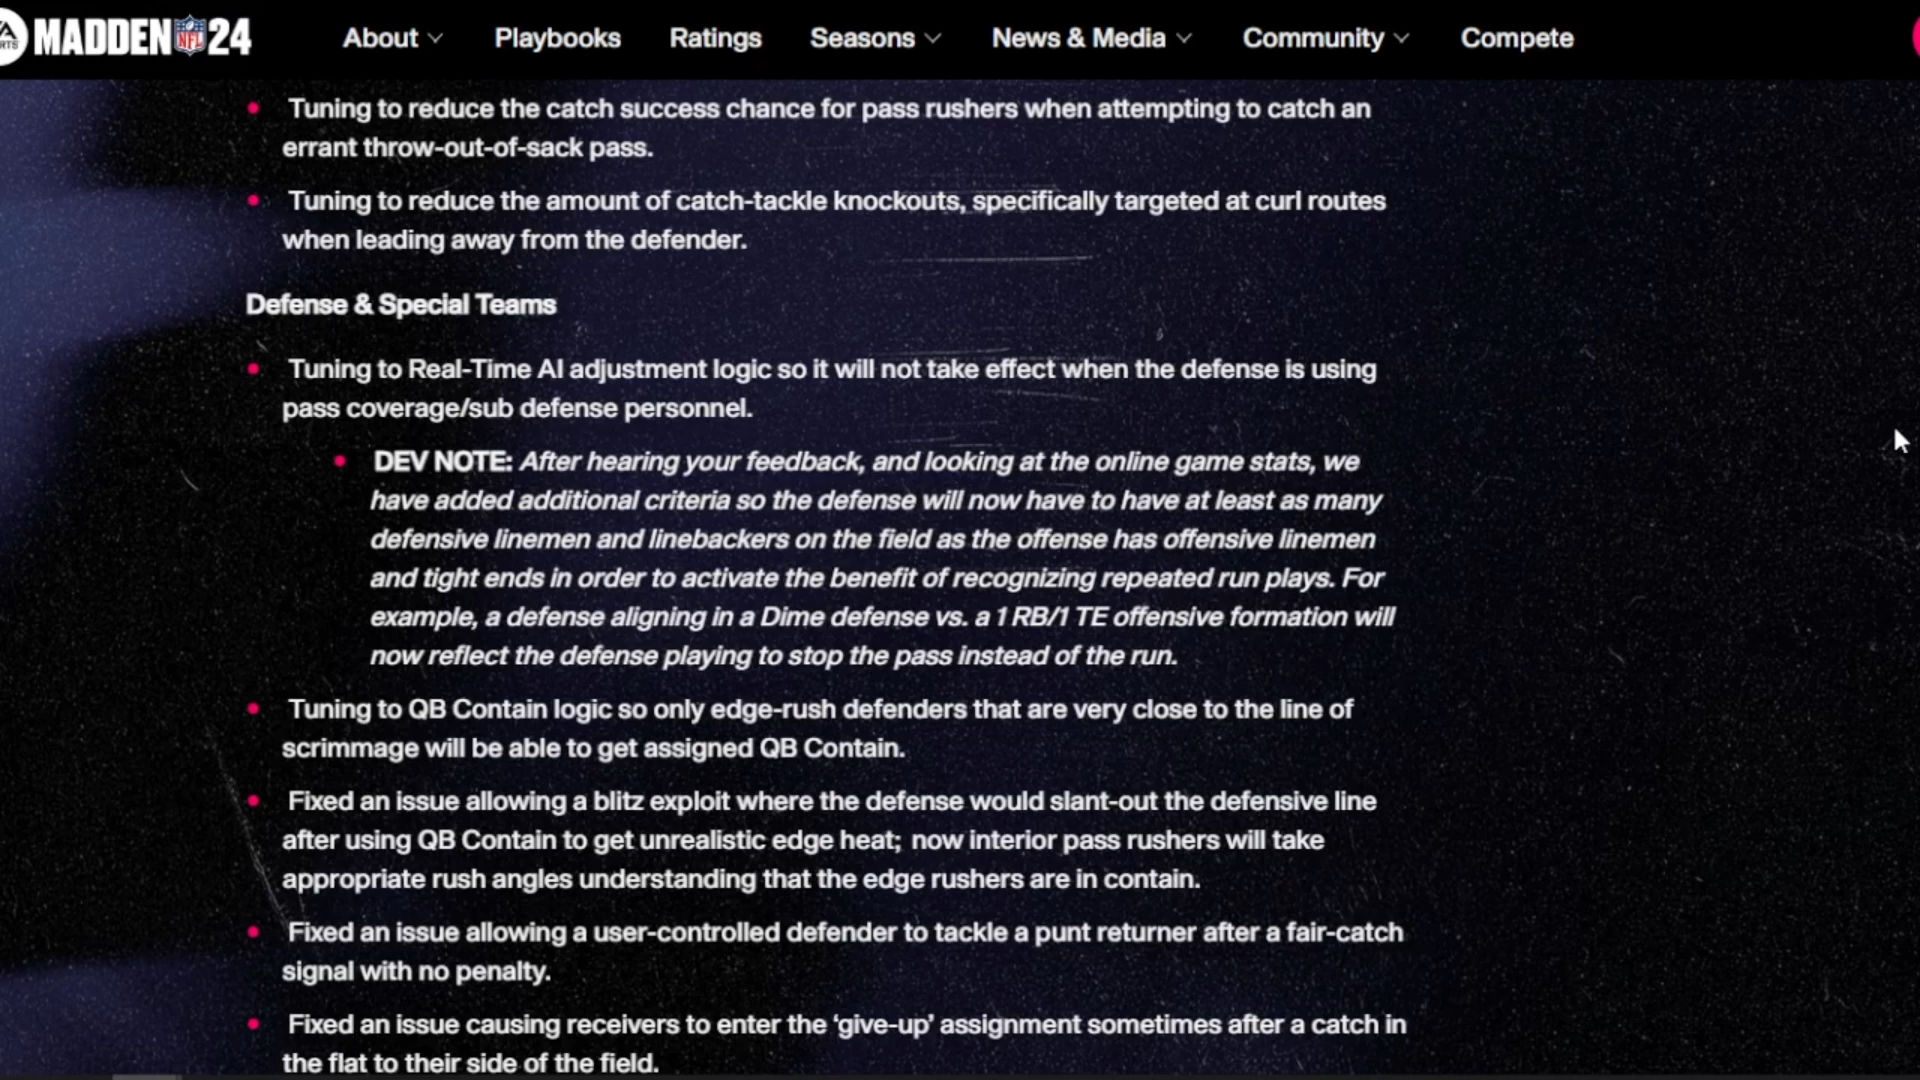 MADDEN NFL 24
About
Playbooks
Ratings
Seasons
News & Media
Community
Compete
Tuning to reduce the catch success chance for pass rushers when attempting to catch an
errant throw-out-of-sack pass.
Tuning to reduce the amount of catch-tackle knockouts, specifically targeted at curl routes
when leading away from the defender.
Defense & Special Teams
Tuning to Real-Time AI adjustment logic so it will not take effect when the defense is using
pass coverage/sub defense personnel.
DEV NOTE: After hearing your feedback, and looking at the online game stats, we
have added additional criteria so the defense will now have to have at least as many
defensive linemen and linebackers on the field as the offense has offensive linemen
and tight ends in order to activate the benefit of recognizing repeated run plays. For
example, a defense aligning in a Dime defense vs. a 1 RB/1 TE offensive formation will
now reflect the defense playing to stop the pass instead of the run.
Tuning to QB Contain logic so only edge-rush defenders that are very close to the line of
scrimmage will be able to get assigned QB Contain.
Fixed an issue allowing a blitz exploit where the defense would slant-out the defensive line
after using QB Contain to get unrealistic edge heat; now interior pass rushers will take
appropriate rush angles understanding that the edge rushers are in contain.
Fixed an issue allowing a user-controlled defender to tackle a punt returner after a fair-catch
signal with no penalty.
Fixed an issue causing receivers to enter the ‘give-up’ assignment sometimes after a catch in
the flat to their side of the field.